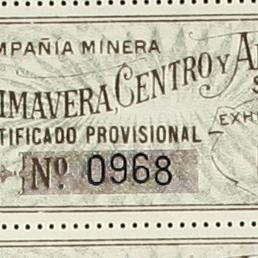 MPAÑIA MINERA
IMAVERA, CENTRO Y A
TIFICADO PROVISIONAL
EXH
Nº 0968